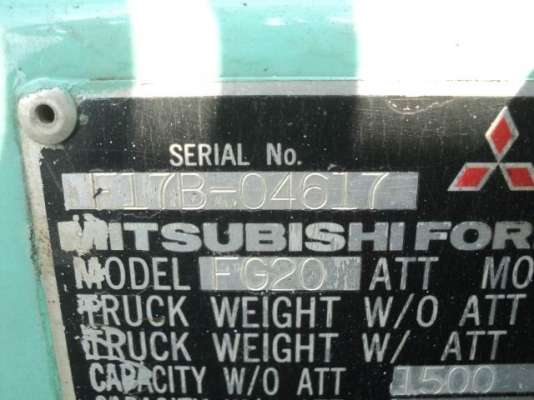 SERIAL No.
F17B-04617
MITSUBISHI FOR
MODEL FG20 ATT MO
TRUCK WEIGHT W/O ATT
TRUCK WEIGHT W/ ATT
CAPACITY W/O ATT 1500